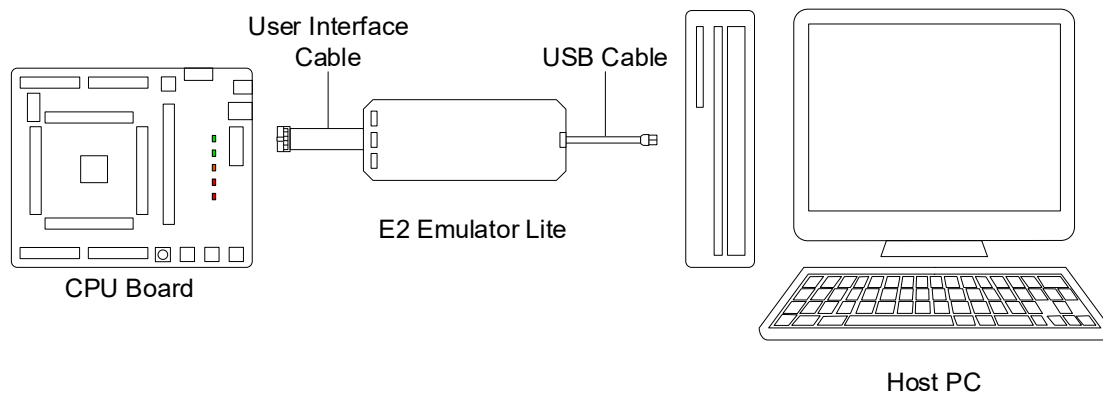 User Interface
Cable
USB Cable
E2 Emulator Lite
CPU Board
Host PC